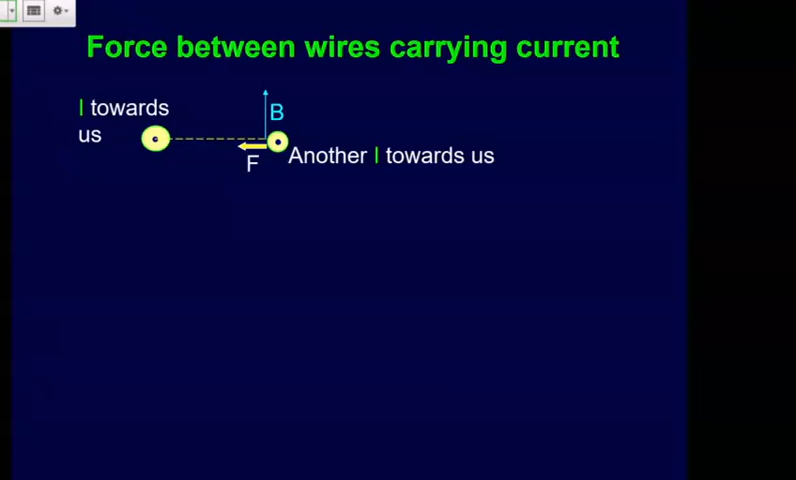 Force between wires carrying current
I towards
us
B
F
Another I towards us